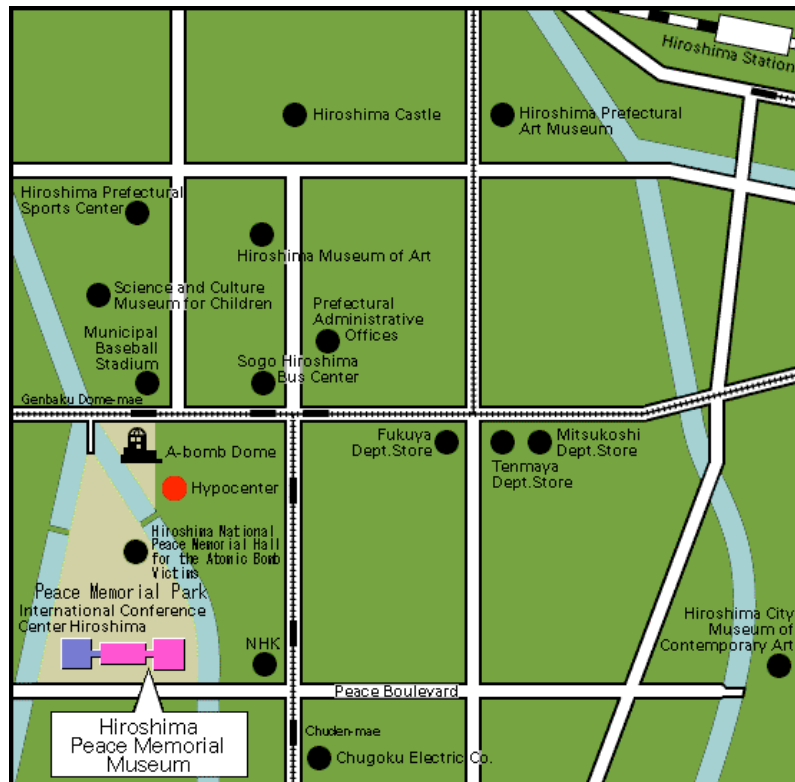 Hiroshima Station
Hiroshima Castle
Hiroshima Prefectural
Art Museum
Hiroshima Prefectural
Sports Center
Hiroshima Museum of Art
Science and Culture
Museum for Children
Prefectural
Administrative
Offices
Municipal
Baseball
Stadium
Sogo Hiroshima
Bus Center
Genbaku Dome-mae
A-bomb Dome
Fukuya
Dept.Store
Tenmaya
Dept.Store
Mitsukoshi
Dept.Store
Hypocenter
Hiroshima National
Peace Memorial Hall
for the Atomic Bomb
Victims
Peace Memorial Park
International Conference
Center Hiroshima
NHK
Hiroshima City
Museum of
Contemporary Art
Peace Boulevard
Hiroshima
Peace Memorial
Museum
Chuden-mae
Chugoku Electric Co.